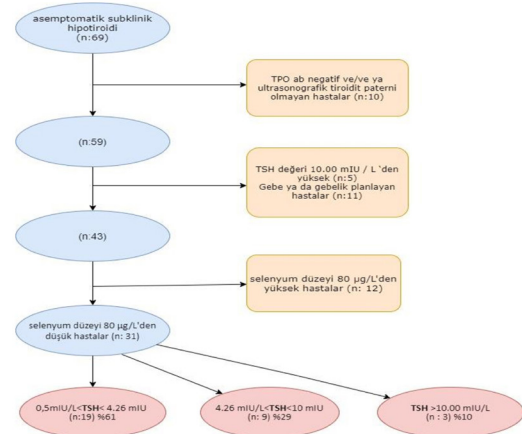 asemptomatik subklinik
hipotiroidi
(n:69)
TPO ab negatif ve/ve ya
ultrasonografik tiroidit paterni
olmayan hastalar (n:10)
(n:59)
TSH değeri 10.00 mIU / L 'den
yüksek (n:5)
Gebe ya da gebelik planlayan
hastalar (n:11)
(n:43)
selenyum düzeyi 80 µg/L'den
yüksek hastalar (n: 12)
selenyum düzeyi 80 µg/L'den
düşük hastalar (n: 31)
0,5mIU/L<TSH< 4.26 mIU
(n:19) %61
4.26 mIU/L<TSH<10 mIU
(n: 9) %29
TSH >10.00 mIU/L
(n : 3) %10